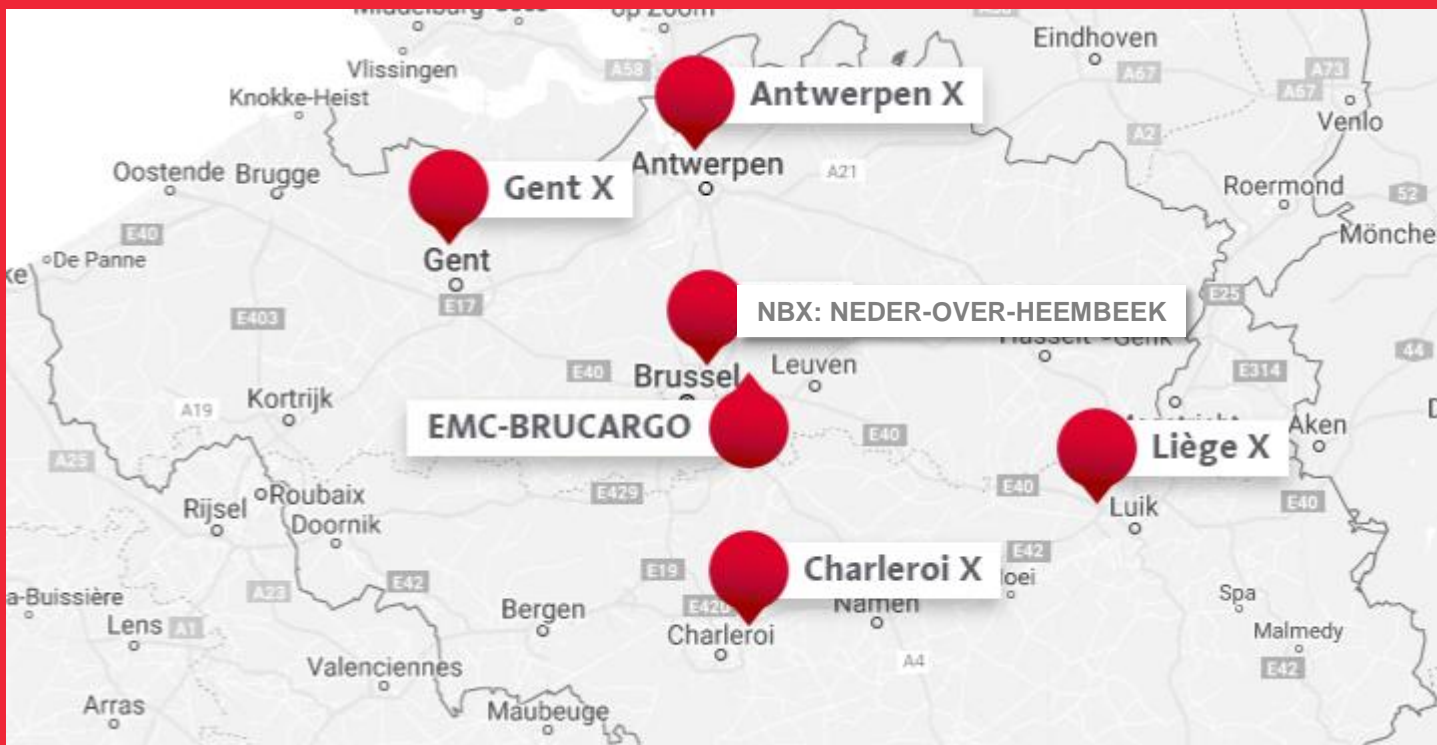 Vlissingen
Eindhoven
A58
A67
A73
A67
Knokke-Heist
Antwerpen X
Venlo
A2
Oostende
Brugge
Gent X
Antwerpen
A21
Roermond
52
E40
Mönche
De Panne
Gent
E17
E25
E403
NBX: NEDER-OVER-HEEMBEEK
44
E40
Brussel
Leuven
E314
A19
Kortrijk
EMC-BRUCARGO
E40
Liège X
Aken
A25
E429
E40
E40
Roubaix
Rijsel
Doornik
Luik
E42
Charleroi X
E19
E42
a-Buissière
A23
Bergen
E420
Namen
Spa
Lens
A1
Charleroi
Malmedy
Valenciennes
A4
E42
Arras
Maubeuge